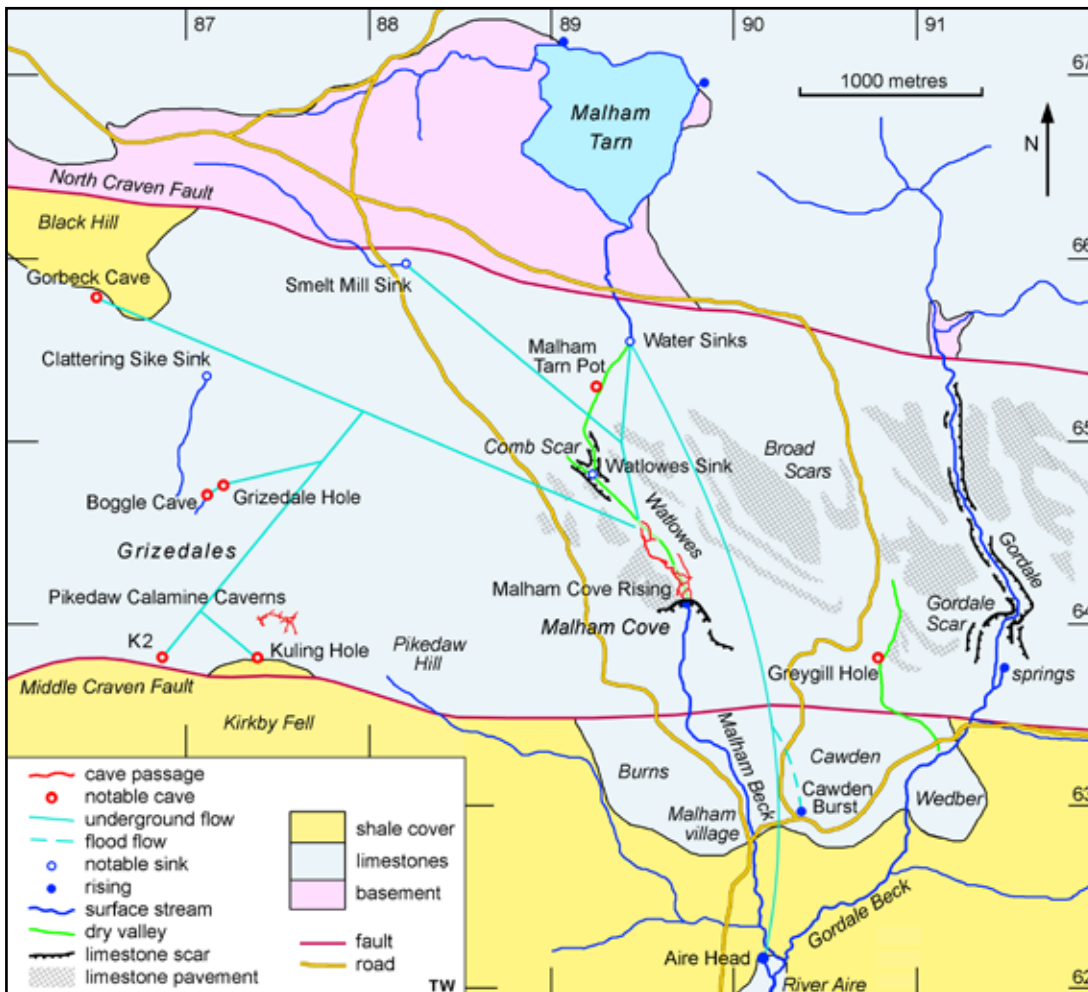 87
88
89
90
91
67
1000 metres
Malham
Tarn
N
North Craven Fault
Black Hill
66
Gorbeck Cave
Smelt Mill Sink
Water Sinks
Clattering Sike Sink
Malham
Tarn Pot
65
Comb Scar
Broad
Scars
Watlowes Sink
Boggle Cave
Grizedale Hole
Watlowes
Grizedales
Gordale
Malham Cove Rising
Pikedaw Calamine Caverns
64
Malham Cove
Gordale
Scar
K2
Kuling Hole
Pikedaw
Hill
Greygill Hole
springs
Middle Craven Fault
Kirkby Fell
Malham Beck
Burns
Cawden
Cawden
Burst
Wedber
63
Malham
village
cave passage
notable cave
underground flow
flood flow
notable sink
rising
surface stream
dry valley
limestone scar
limestone pavement
shale cover
limestones
basement
fault
road
TW
Gordale Beck
Aire Head
River Aire
62